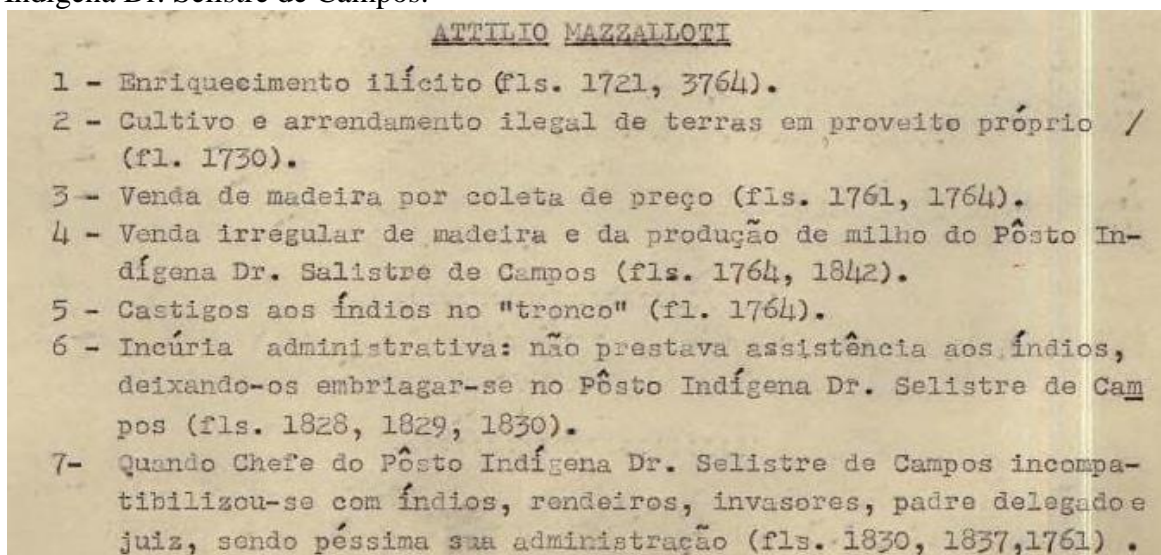 Indígena Dr. Selistre de Campos.
ATTILIO MAZZALLOTI
1 - Enriquecimento ilícito (fls. 1721, 3764).
2 - Cultivo e arrendamento ilegal de terras em proveito próprio /
(fl. 1730).
3 - Venda de madeira por coleta de preço (fls. 1761, 1764).
4 - Venda irregular de madeira e da produção de milho do Pôsto In-
dígena Dr. Salistre de Campos (fls. 1764, 1842).
5 - Castigos aos índios no "tronco" (fl. 1764).
6 - Incúria administrativa: não prestava assistência aos índios,
deixando-os embriagar-se no Pôsto Indígena Dr. Selistre de Cam
pos (fls. 1828, 1829, 1830).
7- Quando Chefe do Pôsto Indígena Dr. Selistre de Campos incompa-
tibilizou-se com índios, rendeiros, invasores, padre delegado e
juiz, sendo péssima sua administração (fls. 1830, 1837,1761) .